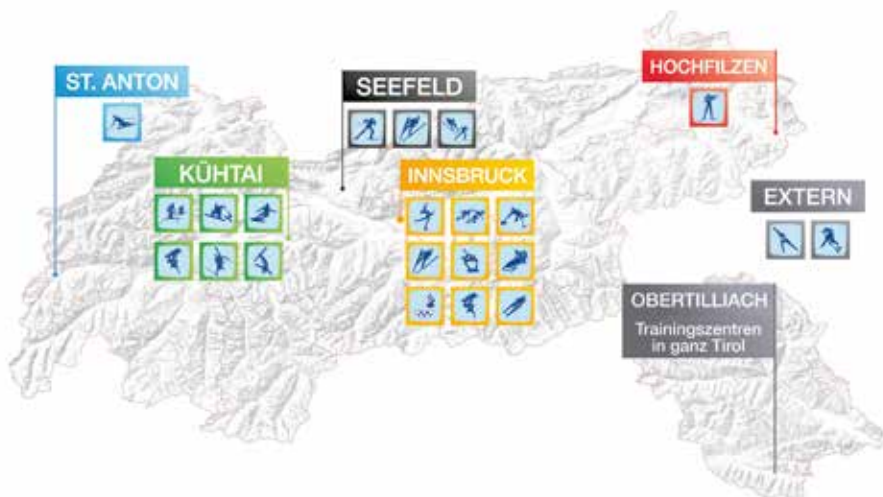 ST. ANTON
SEEFELD
HOCHFILZEN
KÜHTAI
INNSBRUCK
EXTERN
OBERTILLIACH
Trainingszentren
in ganz Tirol